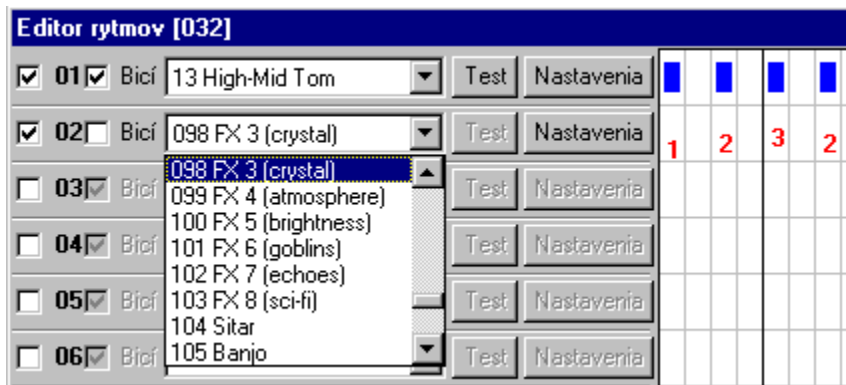 Editor rytmov [032]
01 Bicí 13 High-Mid Tom Test Nastavenia
02 Bicí 098 FX 3 (crystal) Test Nastavenia
1 2 3 2
098 FX 3 (crystal)
099 FX 4 (atmosphere)
100 FX 5 (brightness)
101 FX 6 (goblins)
102 FX 7 (echoes)
103 FX 8 (sci-fi)
104 Sitar
105 Banjo
03 Bicí Test Nastavenia
04 Bicí Test Nastavenia
05 Bicí Test Nastavenia
06 Bicí Test Nastavenia